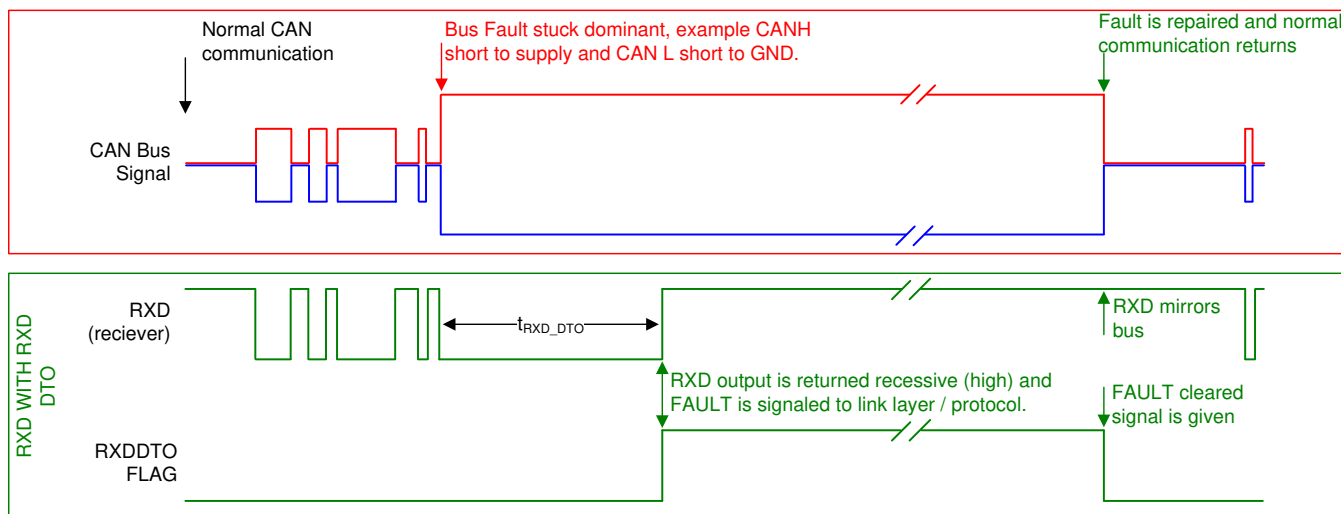 Normal CAN
communication
Bus Fault stuck dominant, example CANH
short to supply and CAN L short to GND.
Fault is repaired and normal
communication returns
CAN Bus
Signal
RXD WITH RXD
DTO
RXD
(reciever)
tRXD_DTO
RXD mirrors
bus
RXD output is returned recessive (high) and
FAULT is signaled to link layer / protocol.
FAULT cleared
signal is given
RXDDTO
FLAG